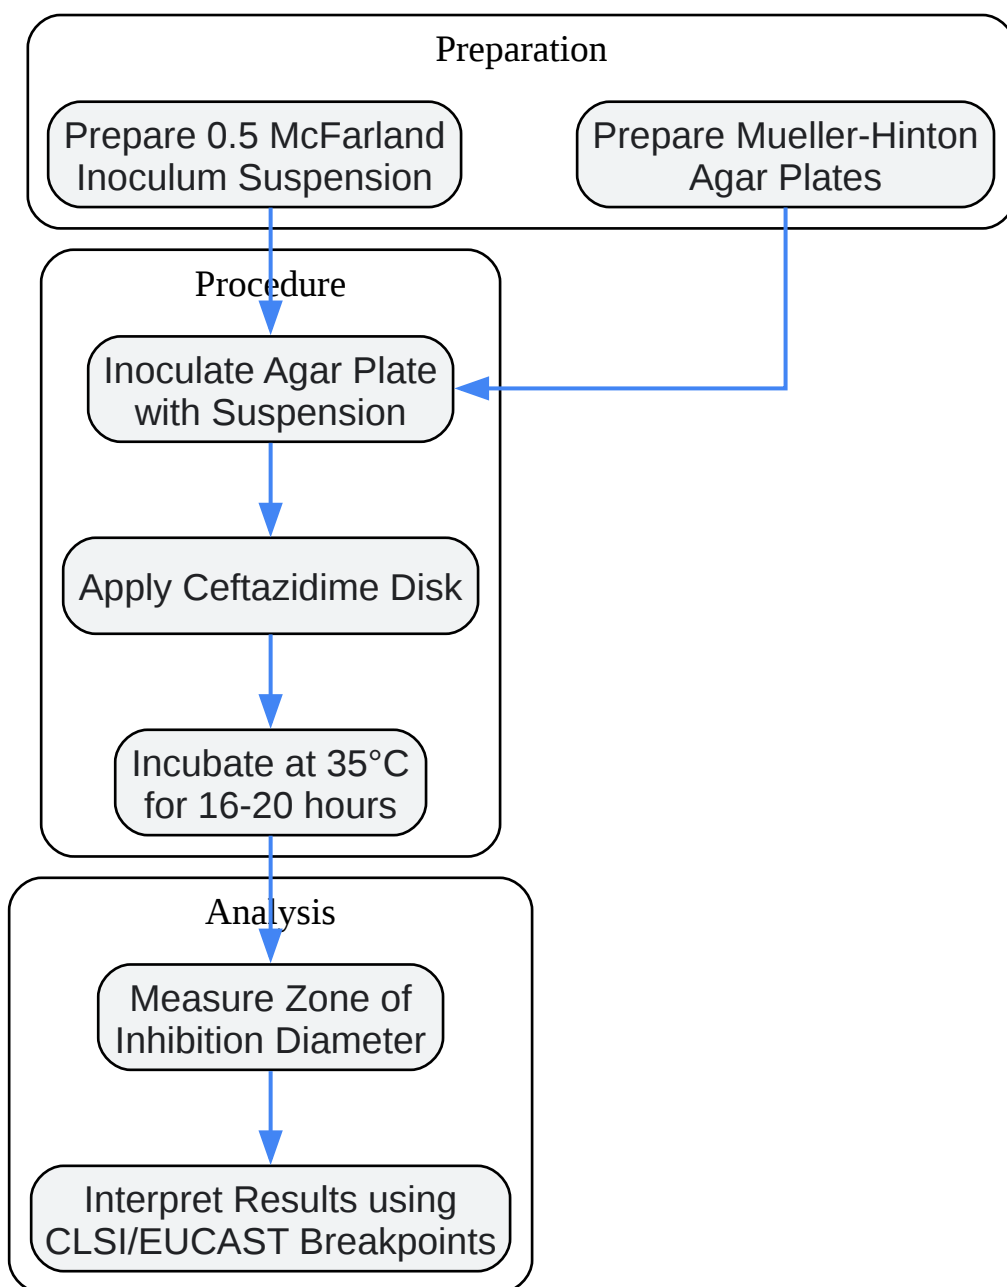 Preparation
Prepare 0.5 McFarland
Inoculum Suspension
Prepare Mueller-Hinton
Agar Plates
Procedure
Inoculate Agar Plate
with Suspension
Apply Ceftazidime Disk
Incubate at 35°C
for 16-20 hours
Analysis
Measure Zone of
Inhibition Diameter
Interpret Results using
CLSI/EUCAST Breakpoints